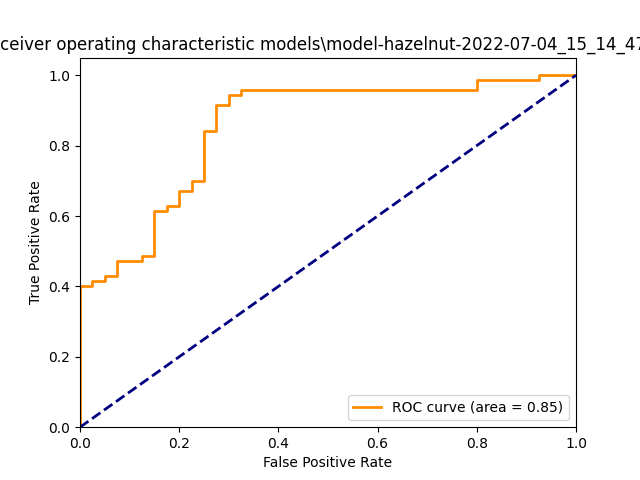 ceiver operating characteristic models\model-hazelnut-2022-07-04_15_14_47
1.0
0.8
0.6
0.4
0.2
0.0
True Positive Rate
ROC curve (area = 0.85)
0.0 0.2 0.4 0.6 0.8 1.0
False Positive Rate